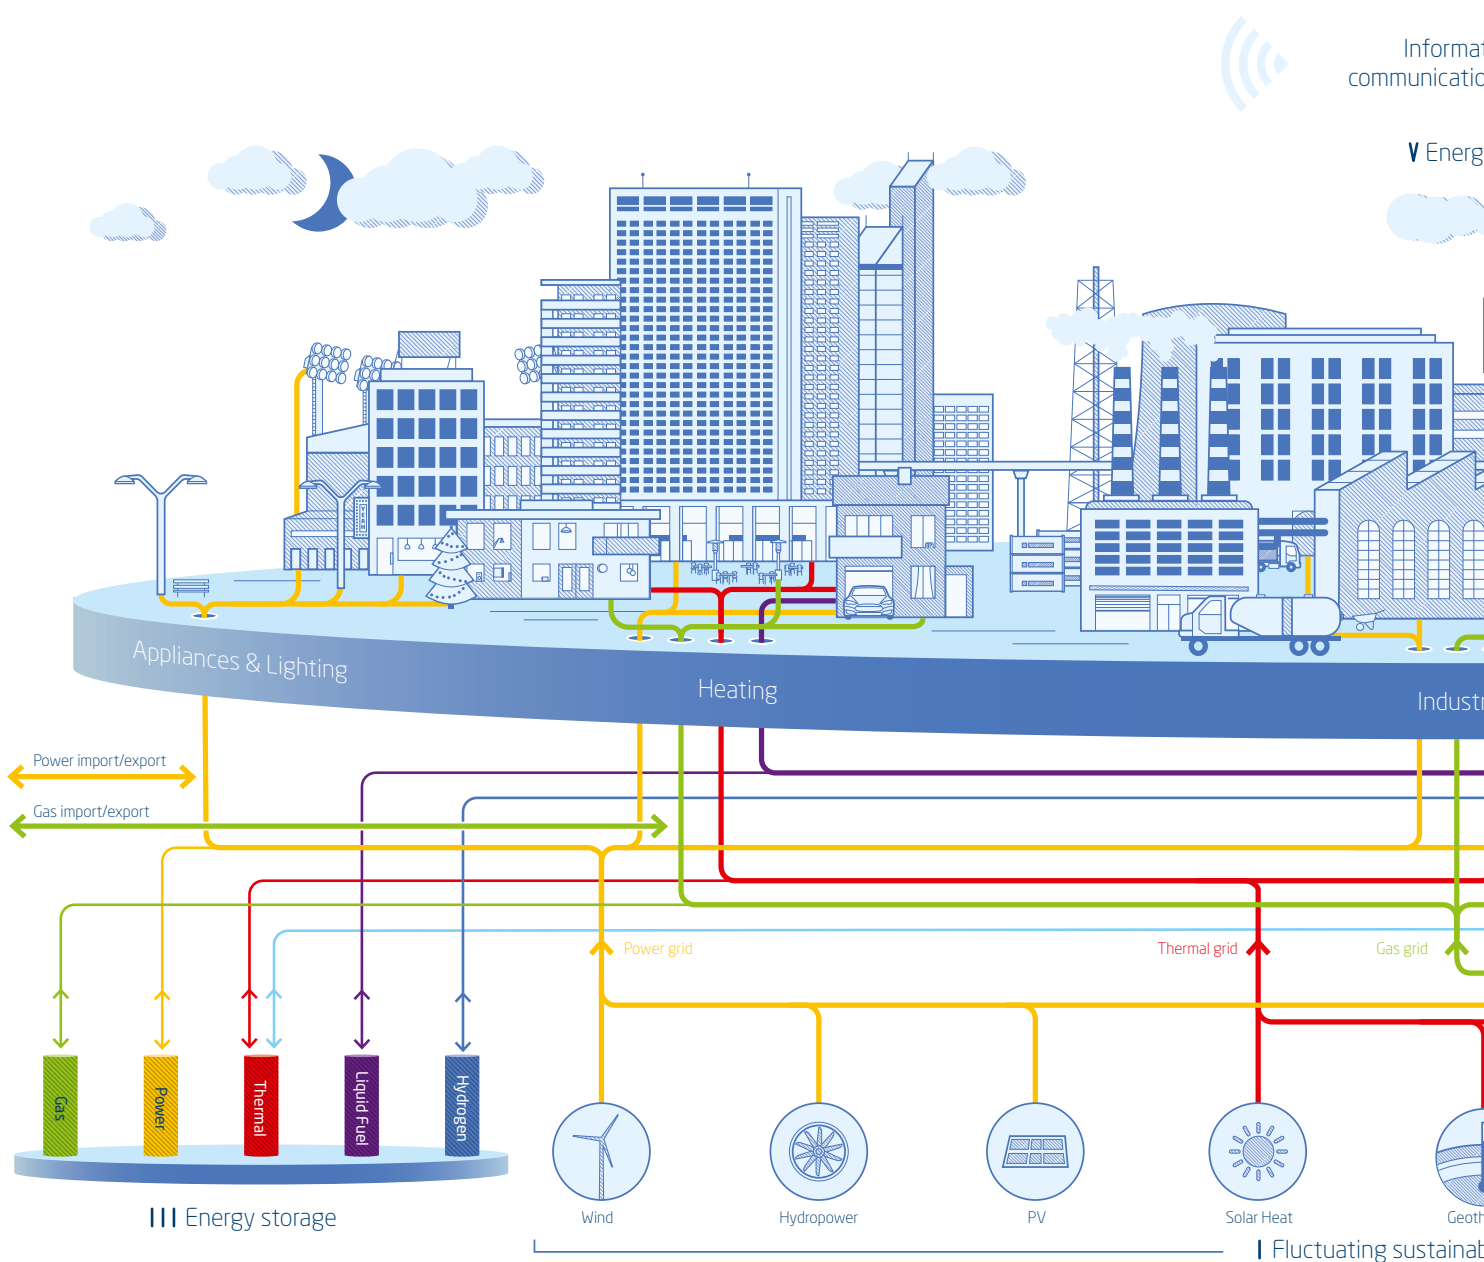 Informat
communicatio
V Energ
YEAH
Appliances & Lighting
Heating
Industr
Power import/export
Gas import/export
Power grid
Thermal grid
Gas grid
Gas
Power
Thermal
Liquid Fuel
Hydrogen
III Energy storage
Wind
Hydropower
PV
Solar Heat
Geoth
I Fluctuating sustainab